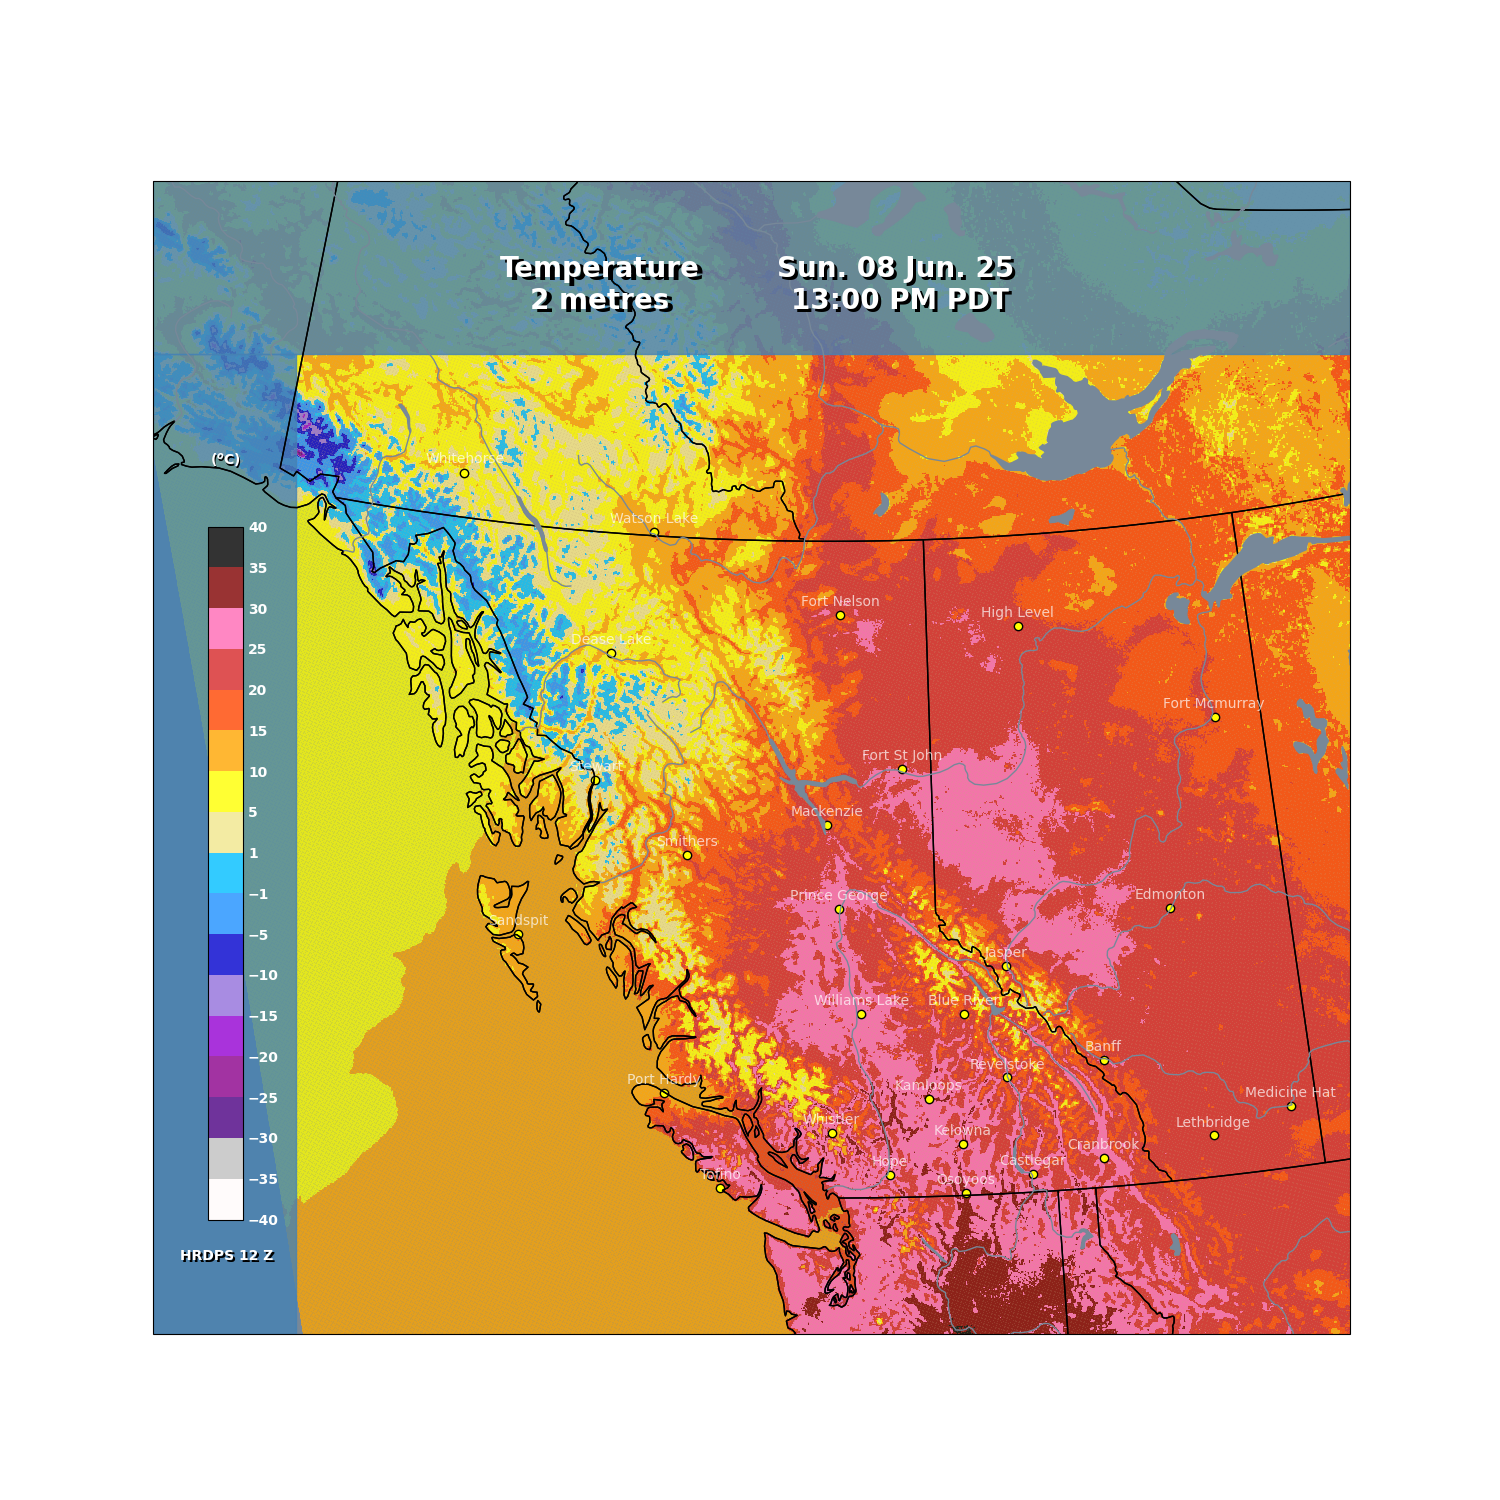 Temperature
2 metres
Sun. 08 Jun. 25
13:00 PM PDT
(°C)
Whitehorse
Watson Lake
40
35
30
25
20
15
10
5
1
−1
−5
−10
−15
−20
−25
−30
−35
−40
Fort Nelson
High Level
Dease Lake
Fort Mcmurray
Fort St John
Stewart
Mackenzie
Smithers
Prince George
Edmonton
Sandspit
Jasper
Williams Lake
Blue River
Banff
Revelstoke
Port Hardy
Kamloops
Medicine Hat
Whistler
Lethbridge
Kelowna
Cranbrook
Hope
Castlegar
Tofino
Osoyoos
HRDPS 12 Z